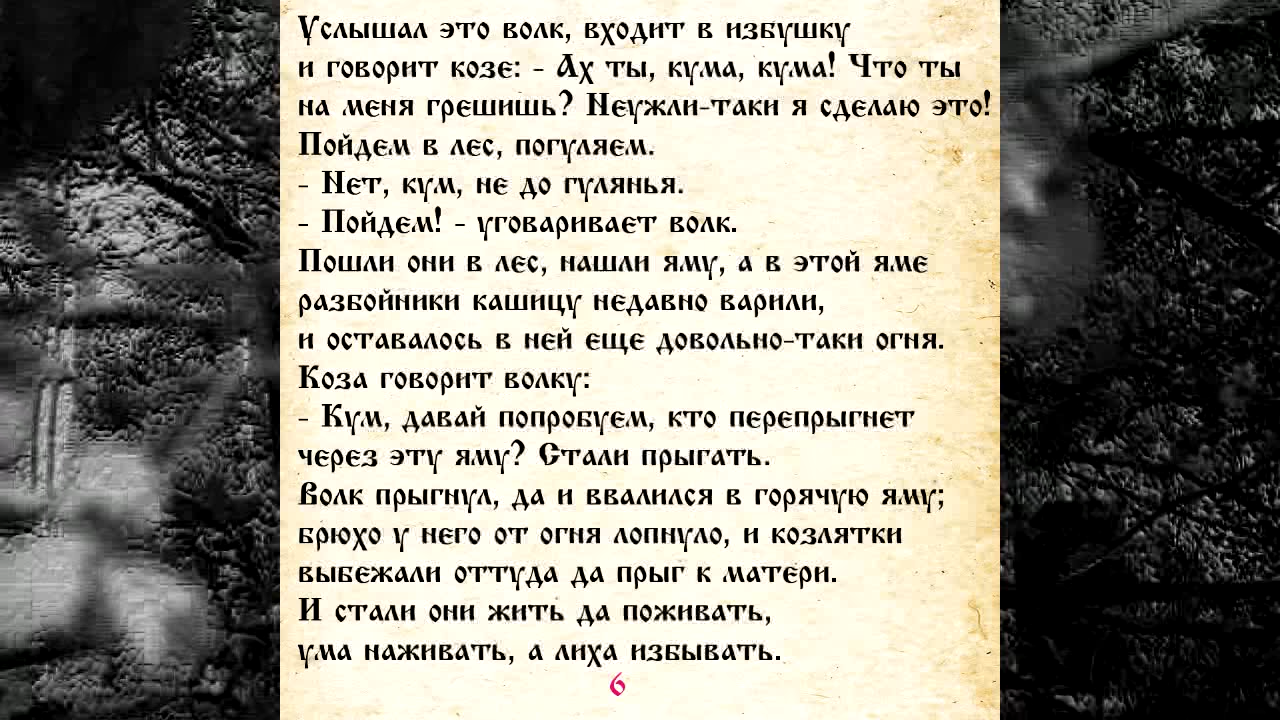 Услышал это волк, входит в избушку
и говорит козе: - Ах ты, кума, кума! Что ты
на меня грешишь? Неужли-таки я сделаю это!
Пойдем в лес, погуляем.
- Нет, кум, не до гулянья.
- Пойдем! - уговаривает волк.
Пошли они в лес, нашли яму, а в этой яме
разбойники кашицу недавно варили,
и оставалось в ней еще довольно-таки огня.
Коза говорит волку:
- Кум, давай попробуем, кто перепрыгнет
через эту яму? Стали прыгать.
Волк прыгнул, да и ввалился в горячую яму;
брюхо у него от огня лопнуло, и козлятки
выбежали оттуда да прыг к матери.
И стали они жить да поживать,
ума наживать, а лиха избывать.
6